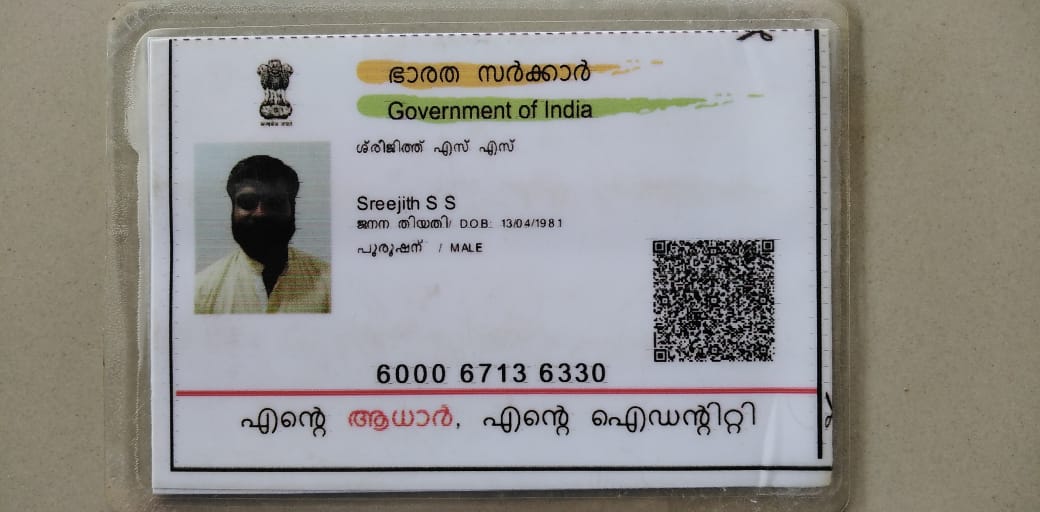 ഭാരത സർക്കാർ
Government of India
ശ്രീജിത്ത് എസ് എസ്
Sreejith S S
ജനന തിയതി/ DOB: 13/04/1981
പുരുഷന് / MALE
6000 6713 6330
എന്റെ ആധാർ, എന്റെ ഐഡന്റിറ്റി